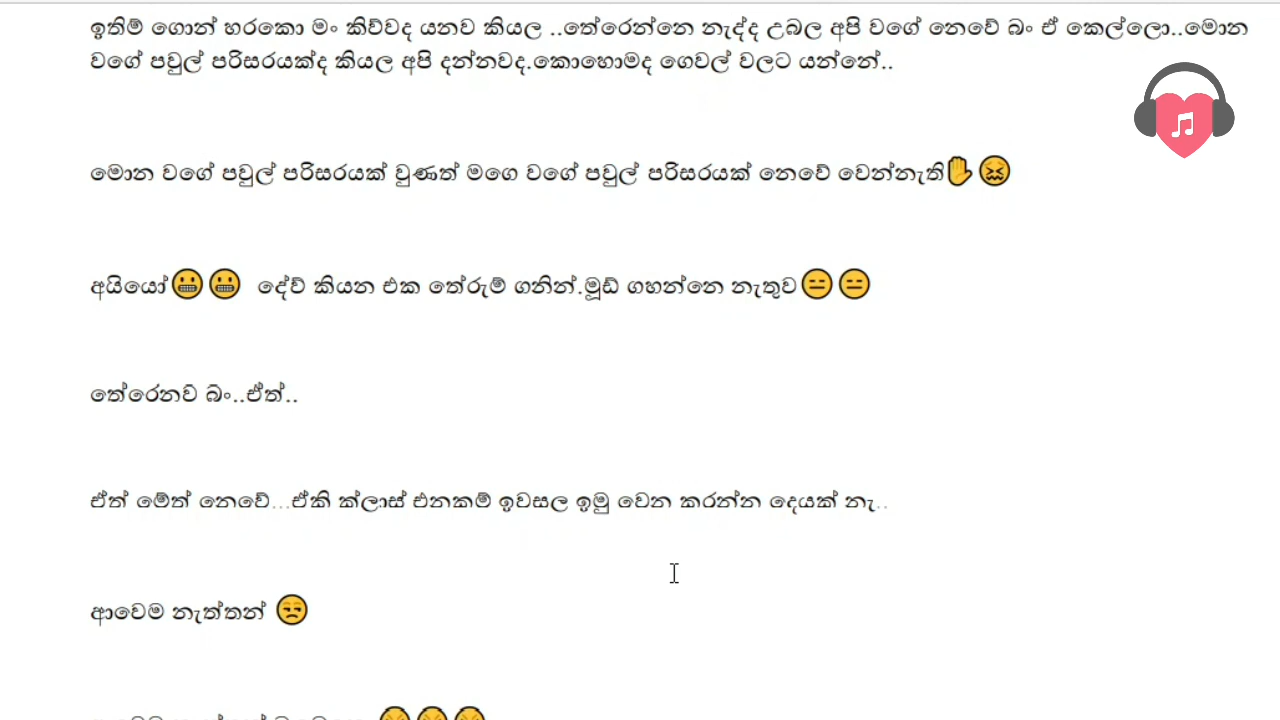 ඉතිම් ගොන් හරකො මං කිව්වද යනව කියල ..තේරෙන්නෙ නැද්ද උබල අපි වගේ නෙවේ බං ඒ කෙල්ලො..මොන
වගේ පවුල් පරිසරයක්ද කියල අපි දන්නවද.කොහොමද ගෙවල් වලට යන්නේ..
මොන වගේ පවුල් පරිසරයක් වුණත් මගෙ වගේ පවුල් පරිසරයක් නෙවේ වෙන්නැති✋😖
අයියෝ😬😬 දේව් කියන එක තේරුම් ගනින්.මූඩ් ගහන්නෙ නැතුව😑😑
තේරෙනව බං..ඒත්..
ඒත් මේත් නෙවේ...ඒකි ක්ලාස් එනකම් ඉවසල ඉමු වෙන කරන්න දෙයක් නෑ..
ආවෙම නැත්තන් 😒